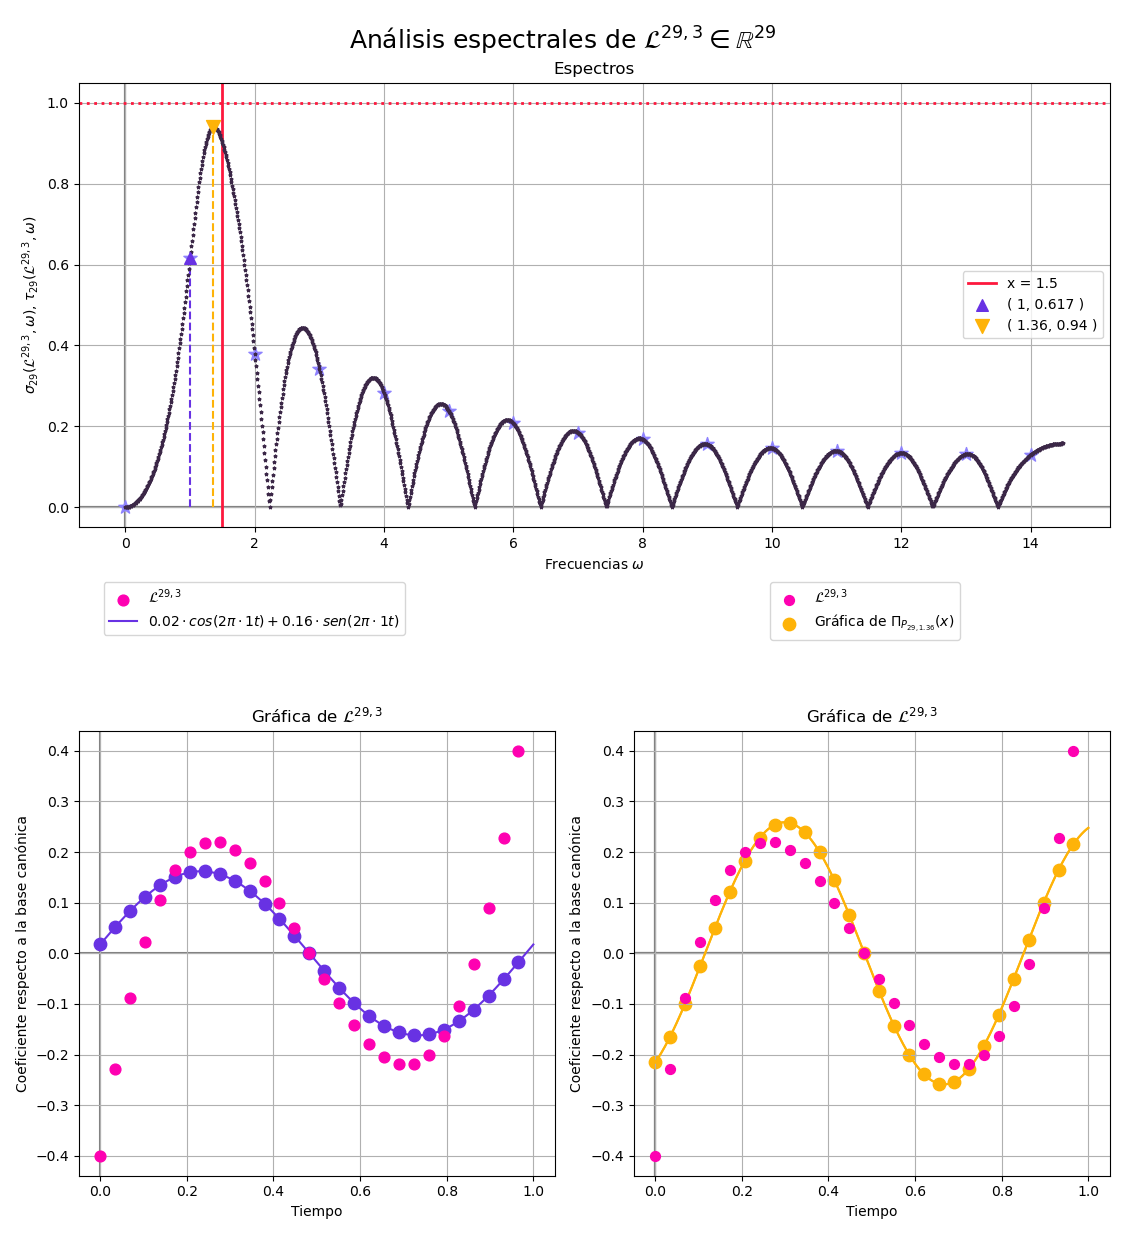 Análisis espectrales de 𝓛^{29,3} ∈ ℝ^{29}
Espectros
1.0
0.8
0.6
0.4
0.2
0.0
σ_{29}(𝓛^{29,3}, ω), τ_{29}(𝓛^{29,3}, ω)
x = 1.5
( 1, 0.617 )
( 1.36, 0.94 )
0 2 4 6 8 10 12 14
Frecuencias ω
𝓛^{29,3}
0.02 · cos(2π · 1t) + 0.16 · sen(2π · 1t)
𝓛^{29,3}
Gráfica de Π_{P_{29,1.36}}(x)
Gráfica de 𝓛^{29,3}
0.4
0.3
0.2
0.1
0.0
−0.1
−0.2
−0.3
−0.4
Coeficiente respecto a la base canónica
0.0 0.2 0.4 0.6 0.8 1.0
Tiempo
Gráfica de 𝓛^{29,3}
0.4
0.3
0.2
0.1
0.0
−0.1
−0.2
−0.3
−0.4
Coeficiente respecto a la base canónica
0.0 0.2 0.4 0.6 0.8 1.0
Tiempo